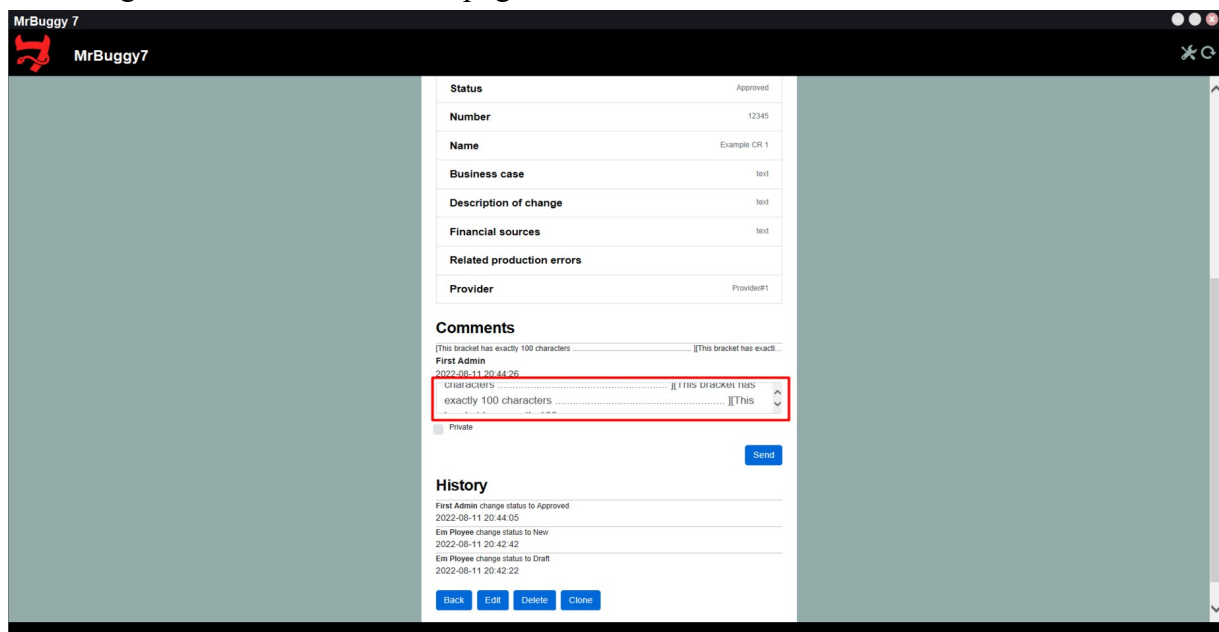 MrBuggy 7
MrBuggy7
Status Approved
Number 12345
Name Example CR 1
Business case text
Description of change text
Financial sources text
Related production errors
Provider Provider#1
Comments
[This bracket has exactly 100 characters ........................................................ ][This bracket has exactl...
First Admin
2022-08-11 20:44:26
characters ........................................................ ][This bracket has
exactly 100 characters ........................................................ ][This
Private
Send
History
First Admin change status to Approved
2022-08-11 20:44:05
Em Ployee change status to New
2022-08-11 20:42:42
Em Ployee change status to Draft
2022-08-11 20:42:22
Back Edit Delete Clone